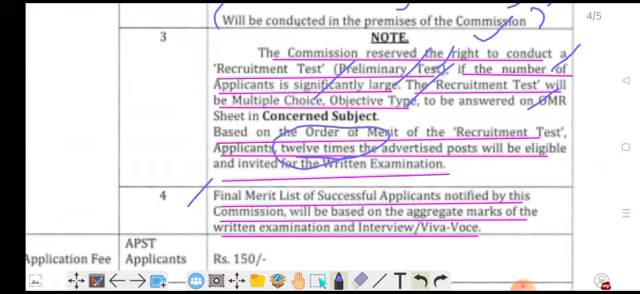 (Will be conducted in the premises of the Commission)
4/5
3
NOTE.
The Commission reserved the right to conduct a
'Recruitment Test' (Preliminary Test), if the number of
Applicants is significantly large. The 'Recruitment Test' will
be Multiple Choice, Objective Type, to be answered on OMR
Sheet in Concerned Subject.
Based on the Order of Merit of the 'Recruitment Test',
Applicants, twelve times the advertised posts will be eligible
and invited for the Written Examination.
4
Final Merit List of Successful Applicants notified by this
Commission, will be based on the aggregate marks of the
written examination and Interview/Viva-Voce.
Application Fee
APST
Applicants
Rs. 150/-
T